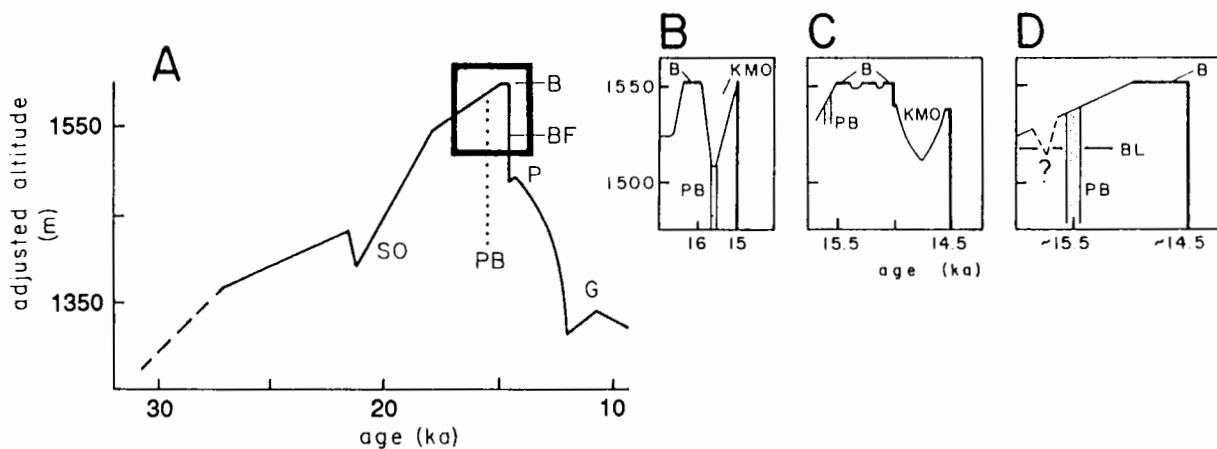 A
B
C
D
adjusted altitude
(m)
1550
1350
30
20
10
age (ka)
SO
PB
B
BF
P
G
1550
1500
B
KMO
PB
16
15
B
PB
KMO
15.5
14.5
age (ka)
B
BL
?
PB
~15.5
~14.5